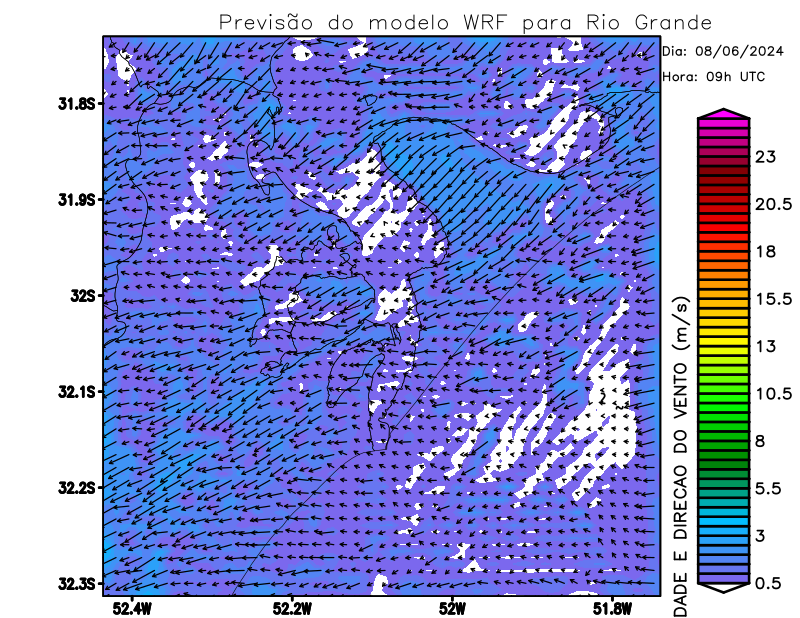 Previsão do modelo WRF para Rio Grande
Dia: 08/06/2024
Hora: 09h UTC
31.8S
31.9S
32S
32.1S
32.2S
32.3S
52.4W
52.2W
52W
51.8W
23
20.5
18
15.5
13
10.5
8
5.5
3
0.5
DADE E DIRECAO DO VENTO (m/s)